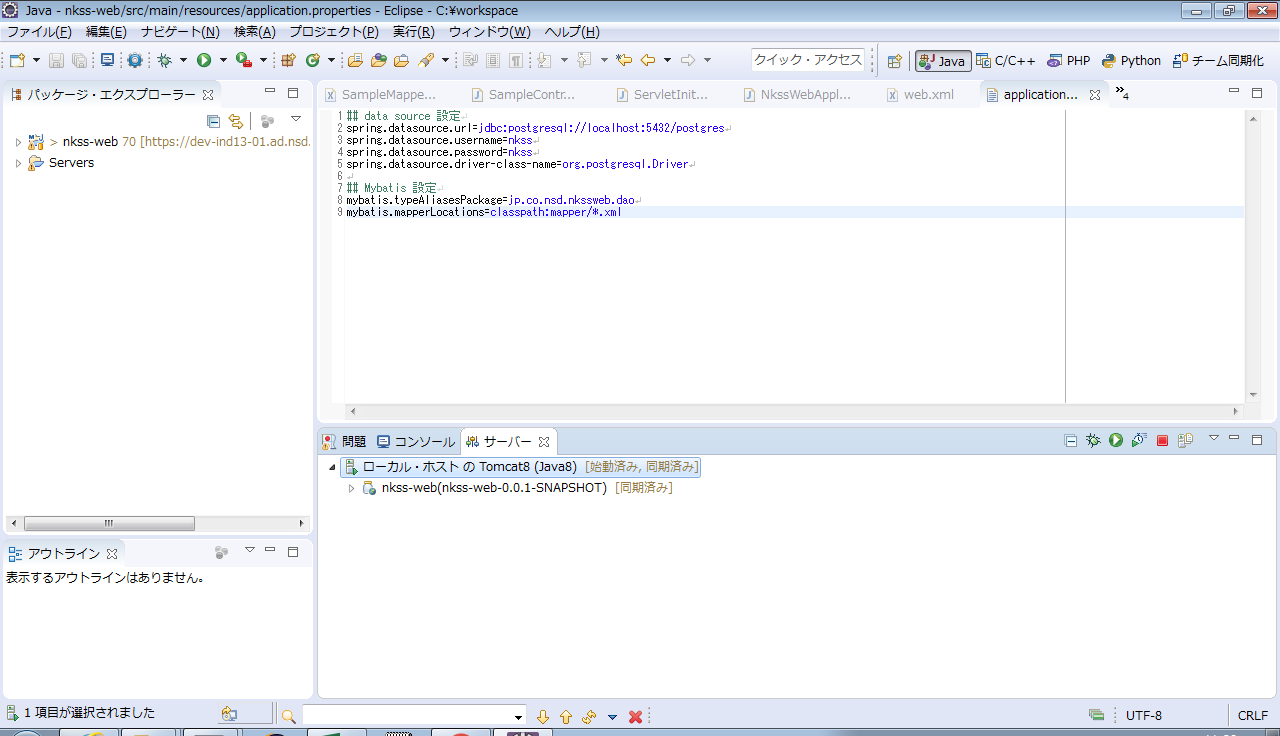 Java - nkss-web/src/main/resources/application.properties - Eclipse - C:¥workspace
ファイル(F) 編集(E) ナビゲート(N) 検索(A) プロジェクト(P) 実行(R) ウィンドウ(W) ヘルプ(H)
クイック・アクセス Java C/C++ PHP Python チーム同期化
パッケージ・エクスプローラー
> nkss-web 70 [https://dev-ind13-01.ad.nsd.
Servers
SampleMappe... SampleContr... ServletInit... NkssWebAppl... web.xml application... »4
1 ## data source 設定
2 spring.datasource.url=jdbc:postgresql://localhost:5432/postgres
3 spring.datasource.username=nkss
4 spring.datasource.password=nkss
5 spring.datasource.driver-class-name=org.postgresql.Driver
6
7 ## Mybatis 設定
8 mybatis.typeAliasesPackage=jp.co.nsd.nkssweb.dao
9 mybatis.mapperLocations=classpath:mapper/*.xml
問題 コンソール サーバー
ローカル・ホスト の Tomcat8 (Java8) [始動済み, 同期済み]
nkss-web(nkss-web-0.0.1-SNAPSHOT) [同期済み]
アウトライン
表示するアウトラインはありません。
1 項目が選択されました
UTF-8 CRLF